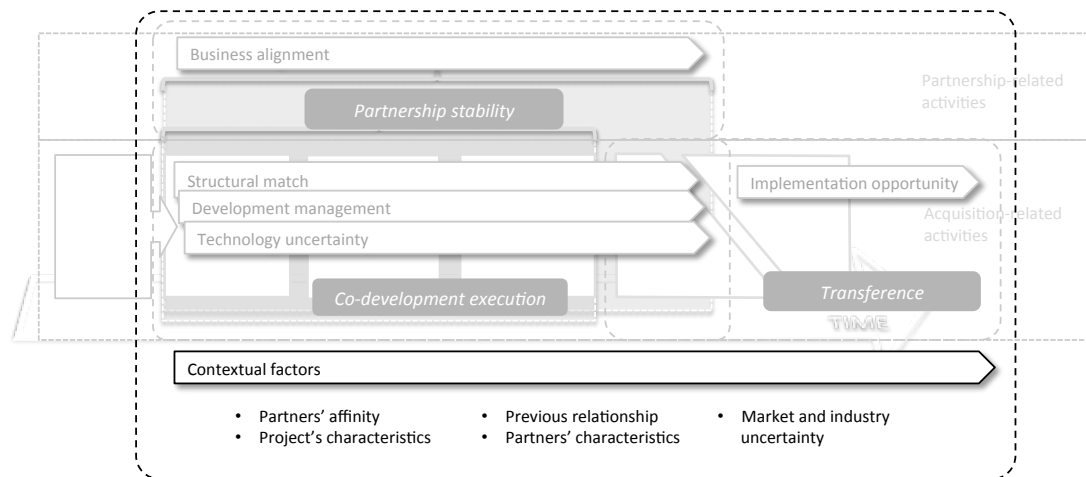 Business alignment
Partnership-related
activities
Partnership stability
Structural match
Implementation opportunity
Development management
Acquisition-related
activities
Technology uncertainty
Co-development execution
Transference
TIME
Contextual factors
• Partners’ affinity
• Project’s characteristics
• Previous relationship
• Partners’ characteristics
• Market and industry
uncertainty